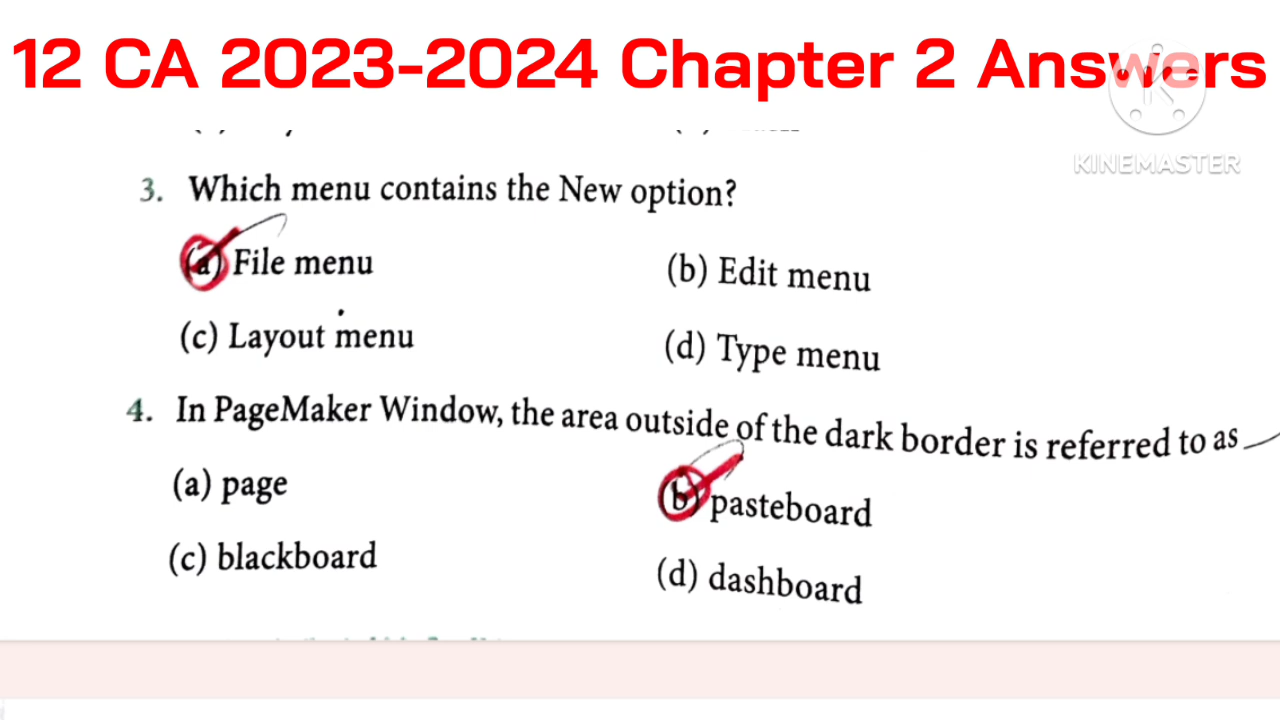 12 CA 2023-2024 Chapter 2 Answers
KINEMASTER
3. Which menu contains the New option?
(a) File menu (b) Edit menu
(c) Layout menu (d) Type menu
4. In PageMaker Window, the area outside of the dark border is referred to as
(a) page (b) pasteboard
(c) blackboard (d) dashboard